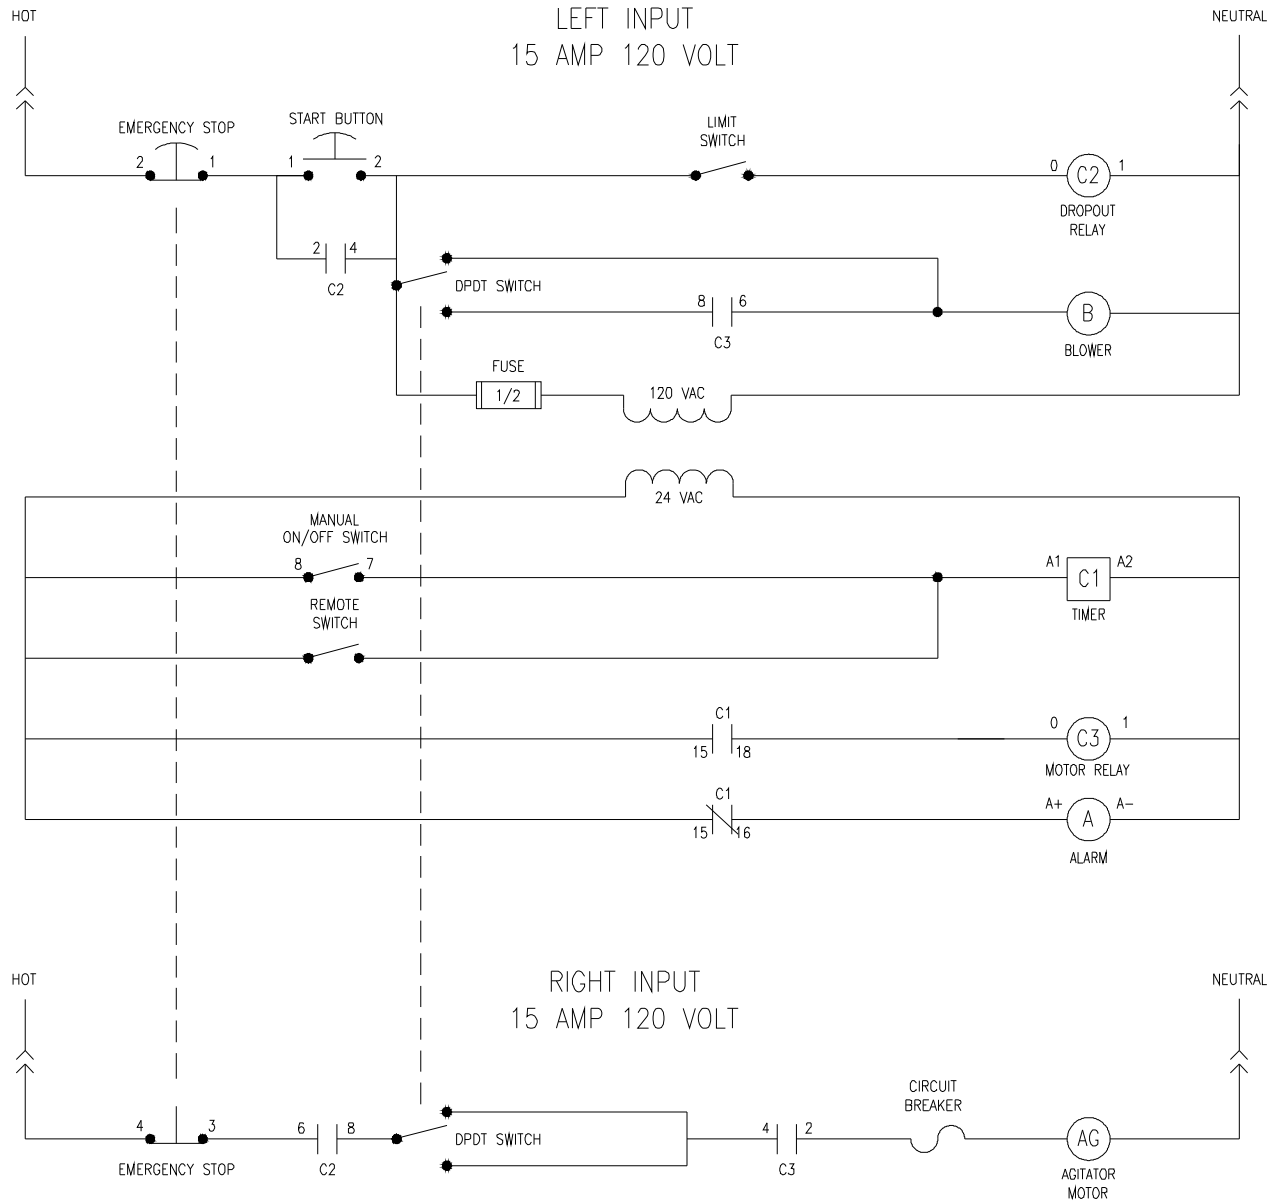 HOT
LEFT INPUT
NEUTRAL
15 AMP 120 VOLT
EMERGENCY STOP
START BUTTON
LIMIT
SWITCH
2 1
1 2
0 C2 1
DROPOUT
RELAY
2 4
C2
DPDT SWITCH
8 6
C3
B
BLOWER
FUSE
1/2
120 VAC
24 VAC
MANUAL
ON/OFF SWITCH
8 7
A1 C1 A2
TIMER
REMOTE
SWITCH
C1
15 18
0 C3 1
MOTOR RELAY
C1
15 16
A+ A A-
ALARM
HOT
RIGHT INPUT
NEUTRAL
15 AMP 120 VOLT
CIRCUIT
BREAKER
4 3
EMERGENCY STOP
6 8
C2
DPDT SWITCH
4 2
C3
AG
AGITATOR
MOTOR